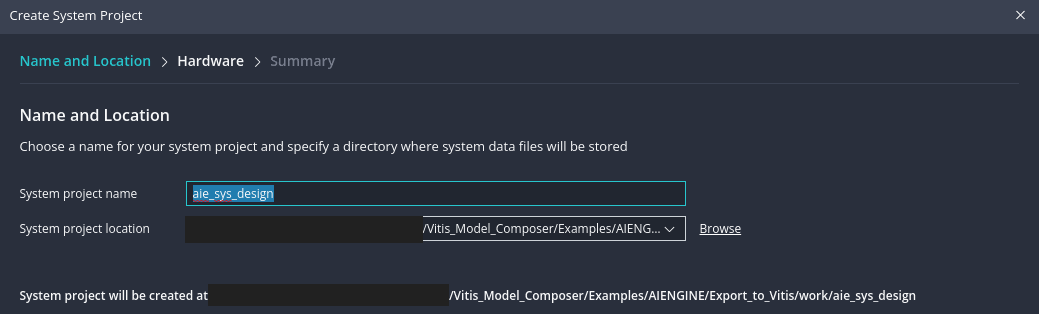 Create System Project
Name and Location > Hardware > Summary
Name and Location
Choose a name for your system project and specify a directory where system data files will be stored
System project name aie_sys_design
System project location /Vitis_Model_Composer/Examples/AIENG... Browse
System project will be created at /Vitis_Model_Composer/Examples/AIENGINE/Export_to_Vitis/work/aie_sys_design